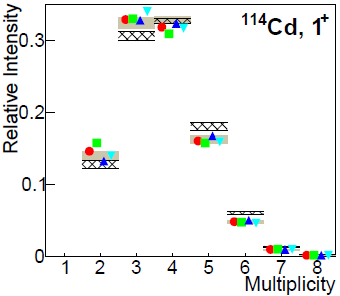 ¹¹⁴Cd, 1⁺
Relative Intensity
0.3
0.2
0.1
0
1 2 3 4 5 6 7 8
Multiplicity